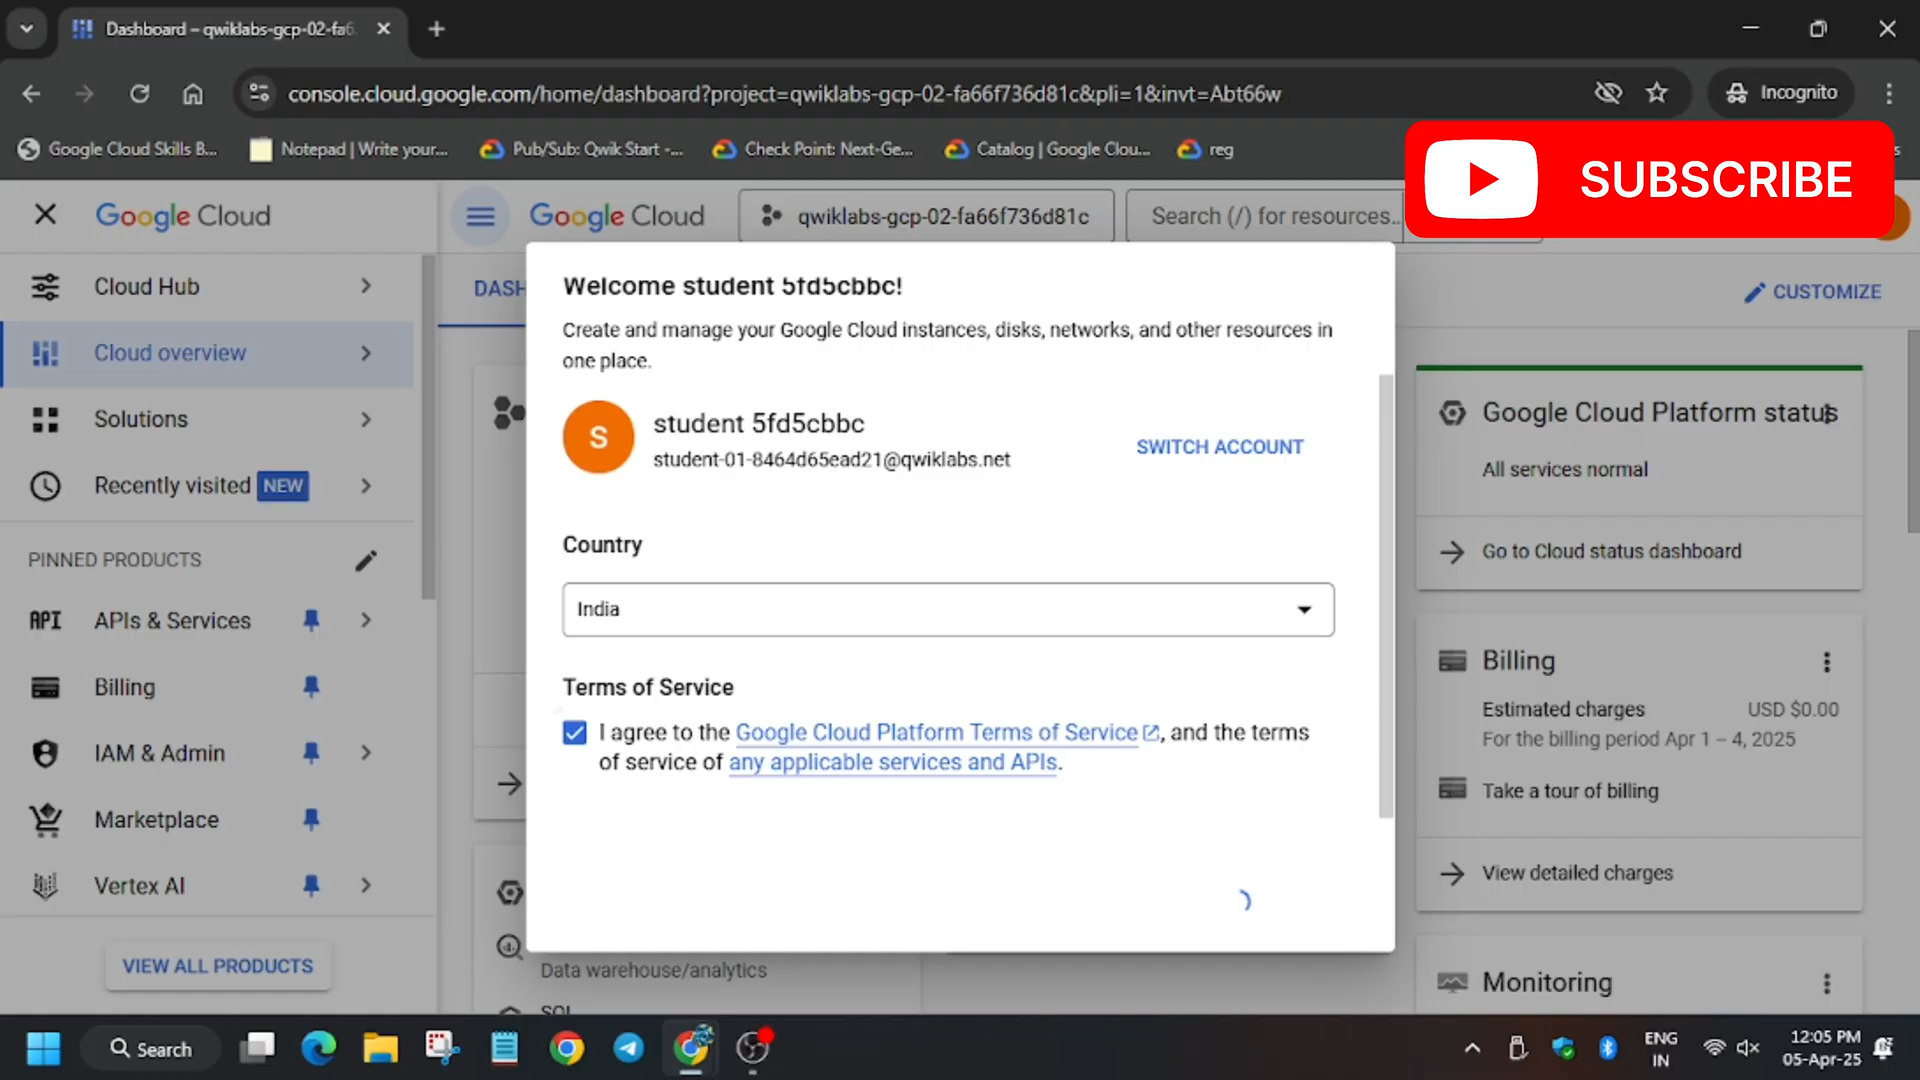 Dashboard – qwiklabs-gcp-02-fa6
console.cloud.google.com/home/dashboard?project=qwiklabs-gcp-02-fa66f736d81c&pli=1&invt=Abt66w
Incognito
Google Cloud Skills B...
Notepad | Write your...
Pub/Sub: Qwik Start -...
Check Point: Next-Ge...
Catalog | Google Clou...
reg
SUBSCRIBE
Google Cloud
Google Cloud
qwiklabs-gcp-02-fa66f736d81c
Search (/) for resources..
Cloud Hub
Cloud overview
Solutions
Recently visited NEW
PINNED PRODUCTS
API APIs & Services
Billing
IAM & Admin
Marketplace
Vertex AI
VIEW ALL PRODUCTS
DASH
CUSTOMIZE
Welcome student 5fd5cbbc!
Create and manage your Google Cloud instances, disks, networks, and other resources in
one place.
S
student 5fd5cbbc
student-01-8464d65ead21@qwiklabs.net
SWITCH ACCOUNT
Country
India
Terms of Service
I agree to the Google Cloud Platform Terms of Service, and the terms
of service of any applicable services and APIs.
Data warehouse/analytics
SQL
Google Cloud Platform status
All services normal
Go to Cloud status dashboard
Billing
Estimated charges USD $0.00
For the billing period Apr 1 – 4, 2025
Take a tour of billing
View detailed charges
Monitoring
Search
ENG
IN
12:05 PM
05-Apr-25